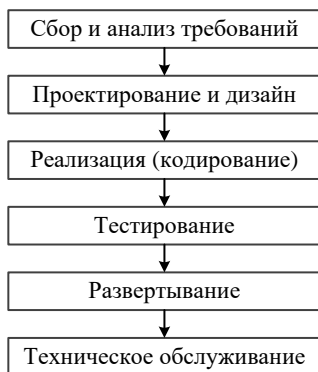 Сбор и анализ требований
Проектирование и дизайн
Реализация (кодирование)
Тестирование
Развертывание
Техническое обслуживание